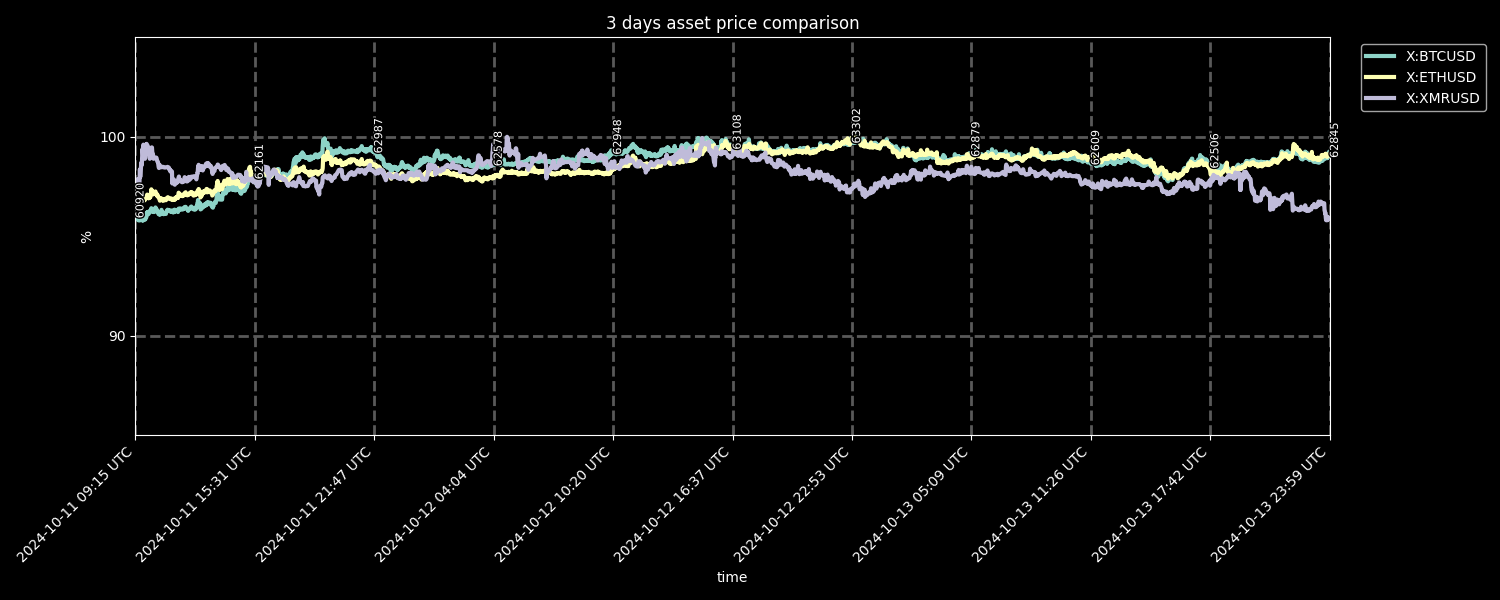 3 days asset price comparison
X:BTCUSD
X:ETHUSD
X:XMRUSD
100
90
%
60920
62161
62987
62578
62948
63108
63302
62879
62609
62506
62845
2024-10-11 09:15 UTC
2024-10-11 15:31 UTC
2024-10-11 21:47 UTC
2024-10-12 04:04 UTC
2024-10-12 10:20 UTC
2024-10-12 16:37 UTC
2024-10-12 22:53 UTC
2024-10-13 05:09 UTC
2024-10-13 11:26 UTC
2024-10-13 17:42 UTC
2024-10-13 23:59 UTC
time